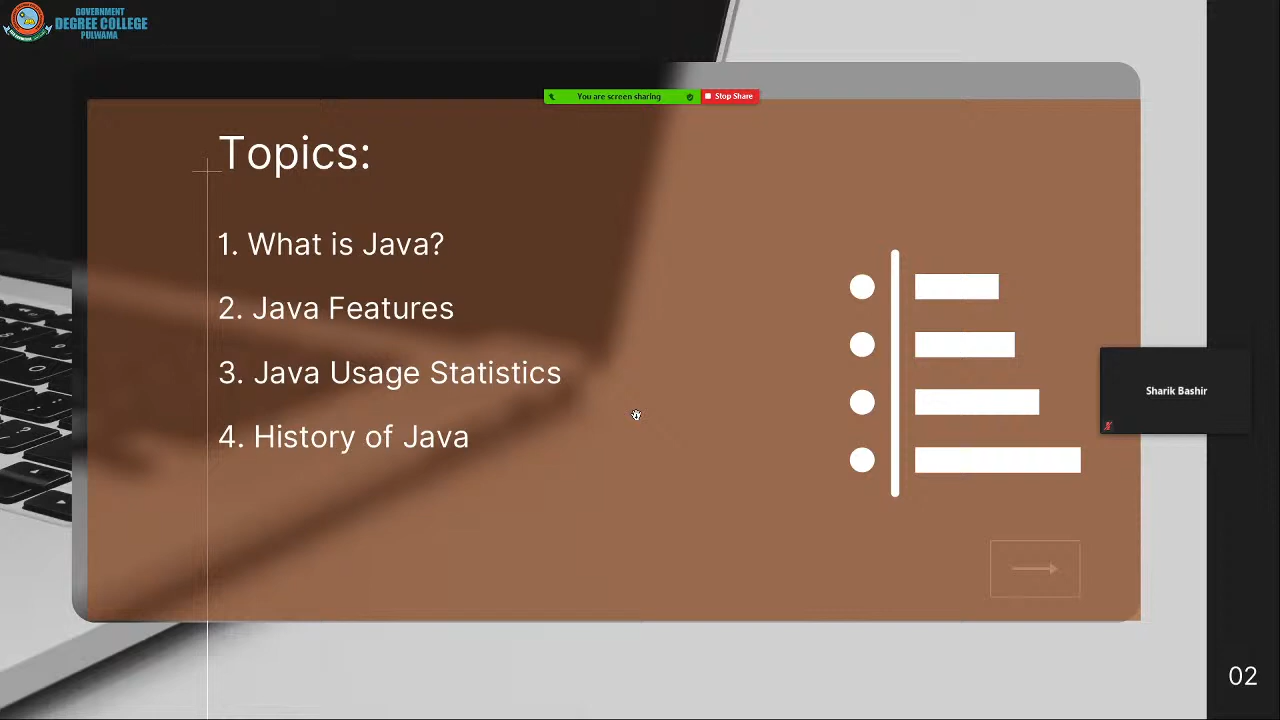 GOVERNMENT
DEGREE COLLEGE
PULWAMA
You are screen sharing
Stop Share
Topics:
1. What is Java?
2. Java Features
3. Java Usage Statistics
4. History of Java
Sharik Bashir
02